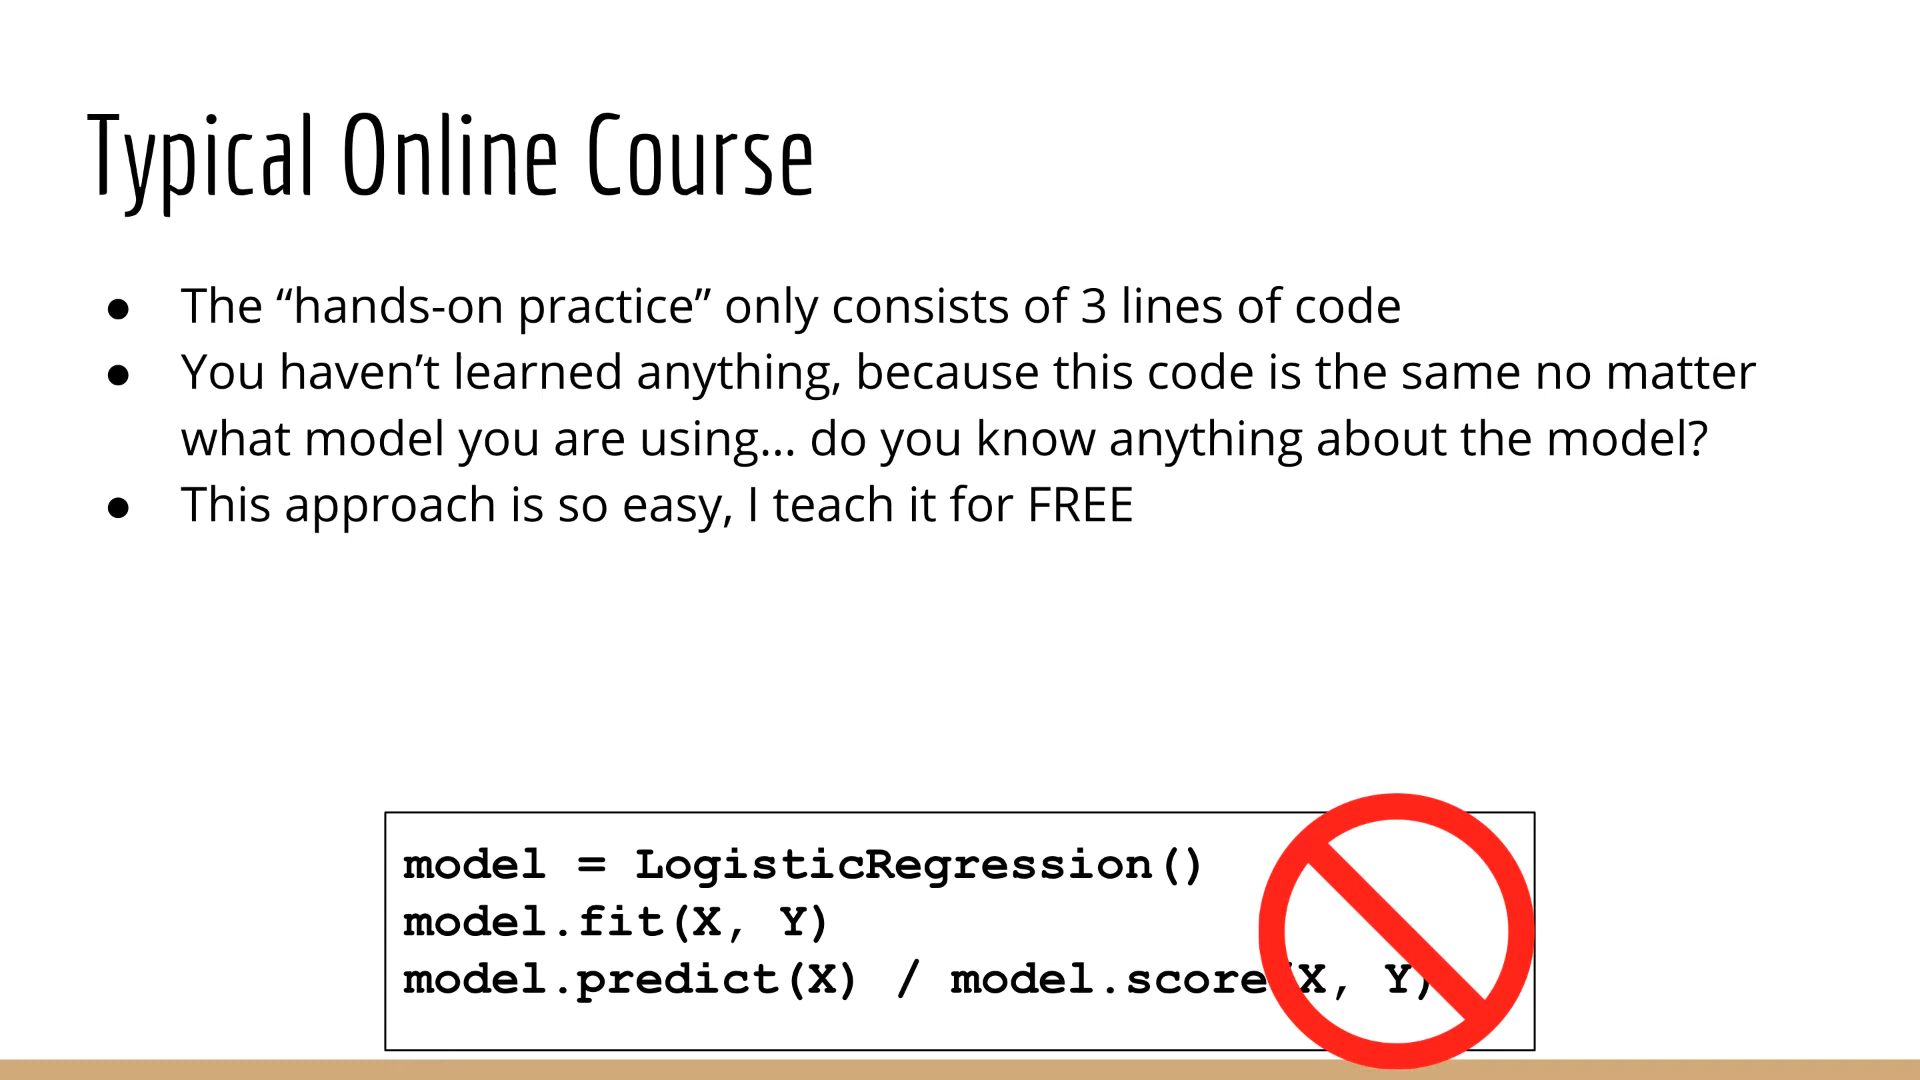 Typical Online Course
● The “hands-on practice” only consists of 3 lines of code
● You haven’t learned anything, because this code is the same no matter
what model you are using... do you know anything about the model?
● This approach is so easy, I teach it for FREE
model = LogisticRegression()
model.fit(X, Y)
model.predict(X) / model.score(X, Y)